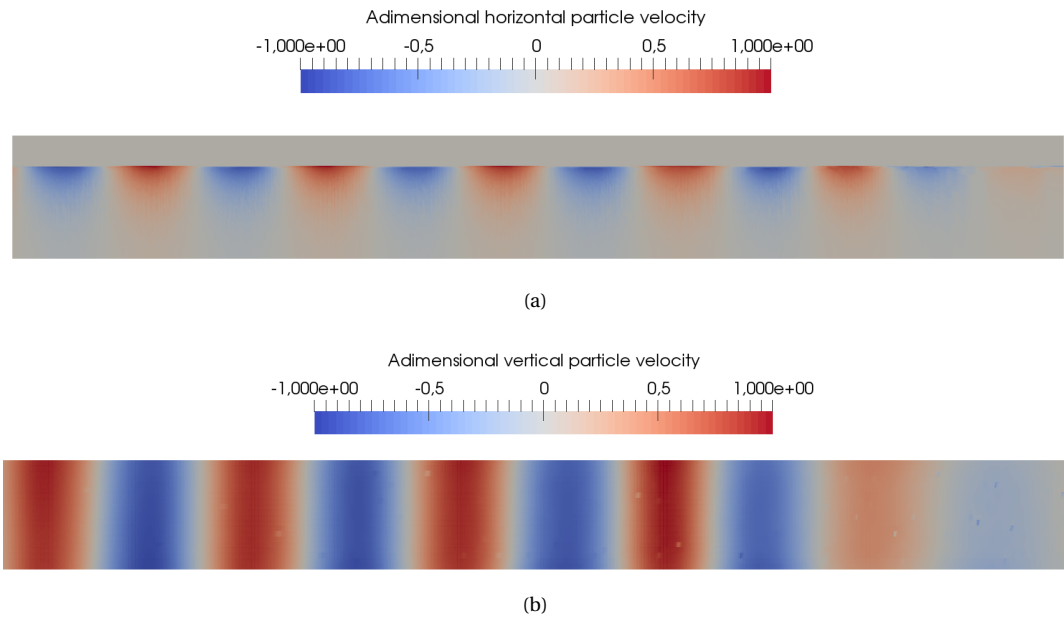 Adimensional horizontal particle velocity
-1,000e+00 -0,5 0 0,5 1,000e+00
(a)
Adimensional vertical particle velocity
-1,000e+00 -0,5 0 0,5 1,000e+00
(b)